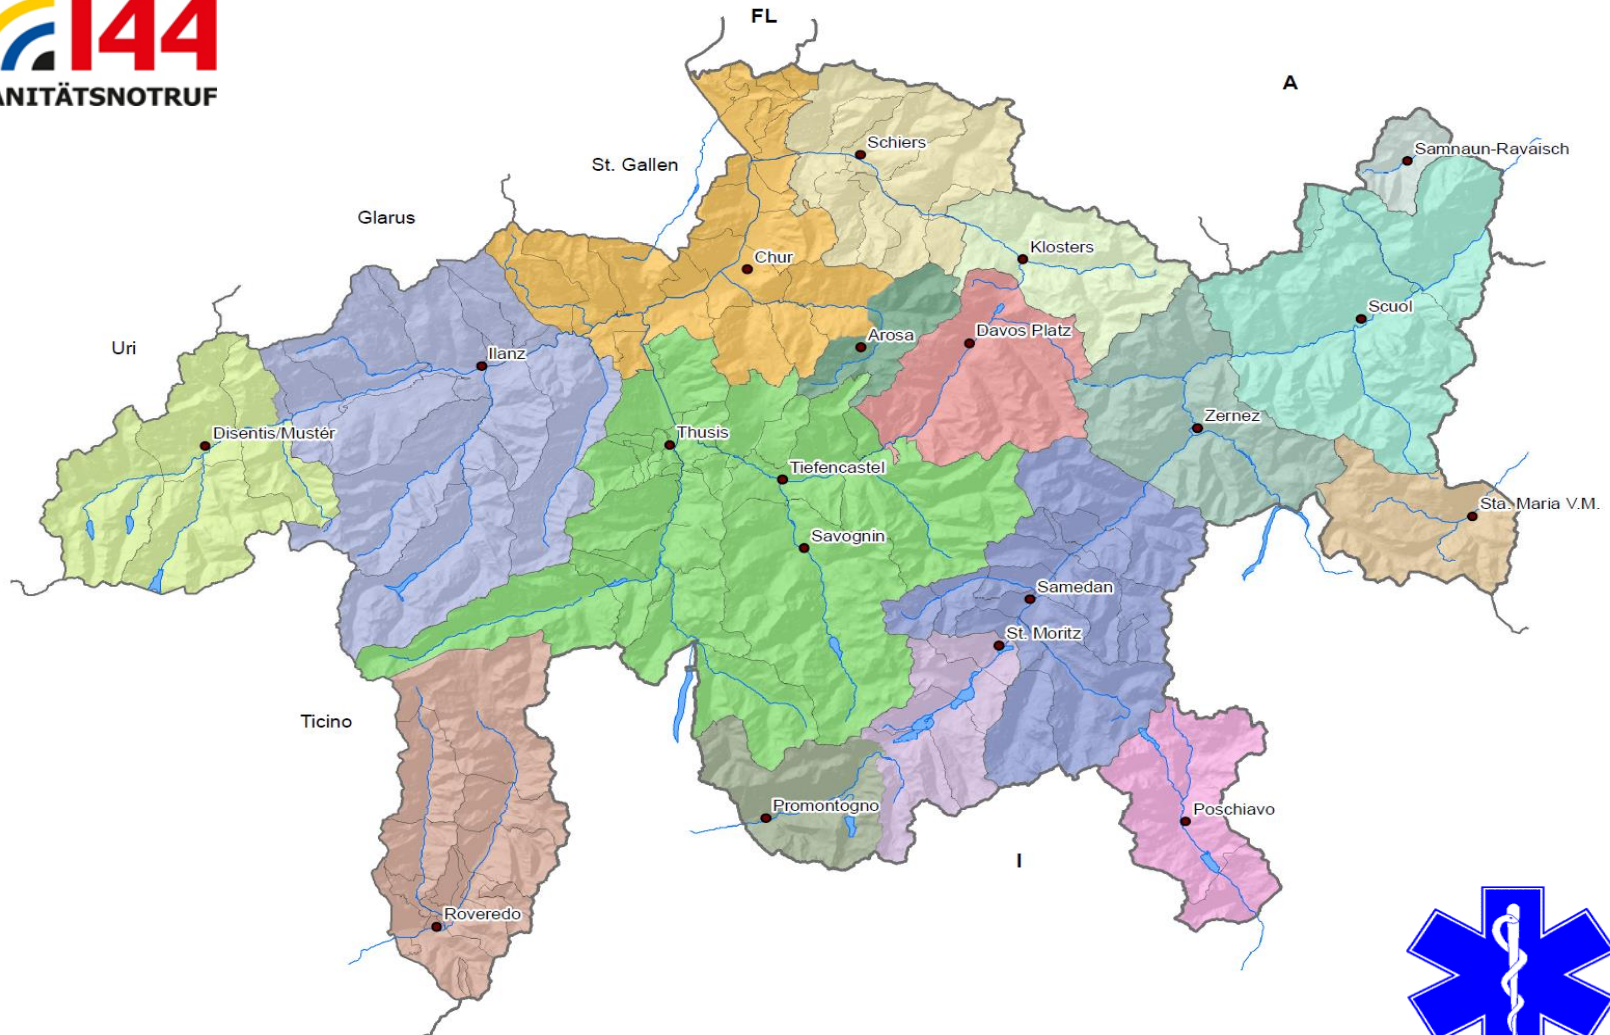 FL
144
ANITÄTSNOTRUF
A
Schiers
Samnaun-Ravaisch
St. Gallen
Glarus
Klosters
Chur
Scuol
Davos Platz
Arosa
Uri
Ilanz
Zernez
Disentis/Mustér
Thusis
Tiefencastel
Sta. Maria V.M.
Savognin
Samedan
St. Moritz
Ticino
Promontogno
Poschiavo
I
Roveredo